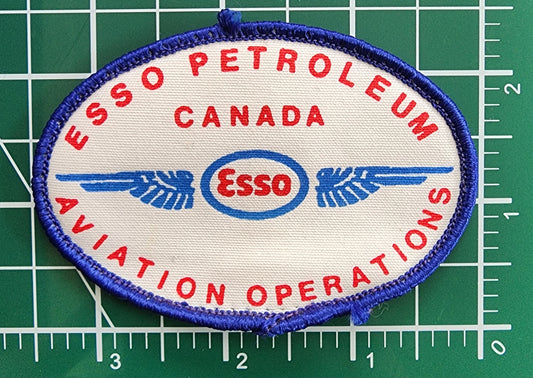 ESSO PETROLEUM
CANADA
Esso
AVIATION OPERATIONS
2
1
3 2 1 0